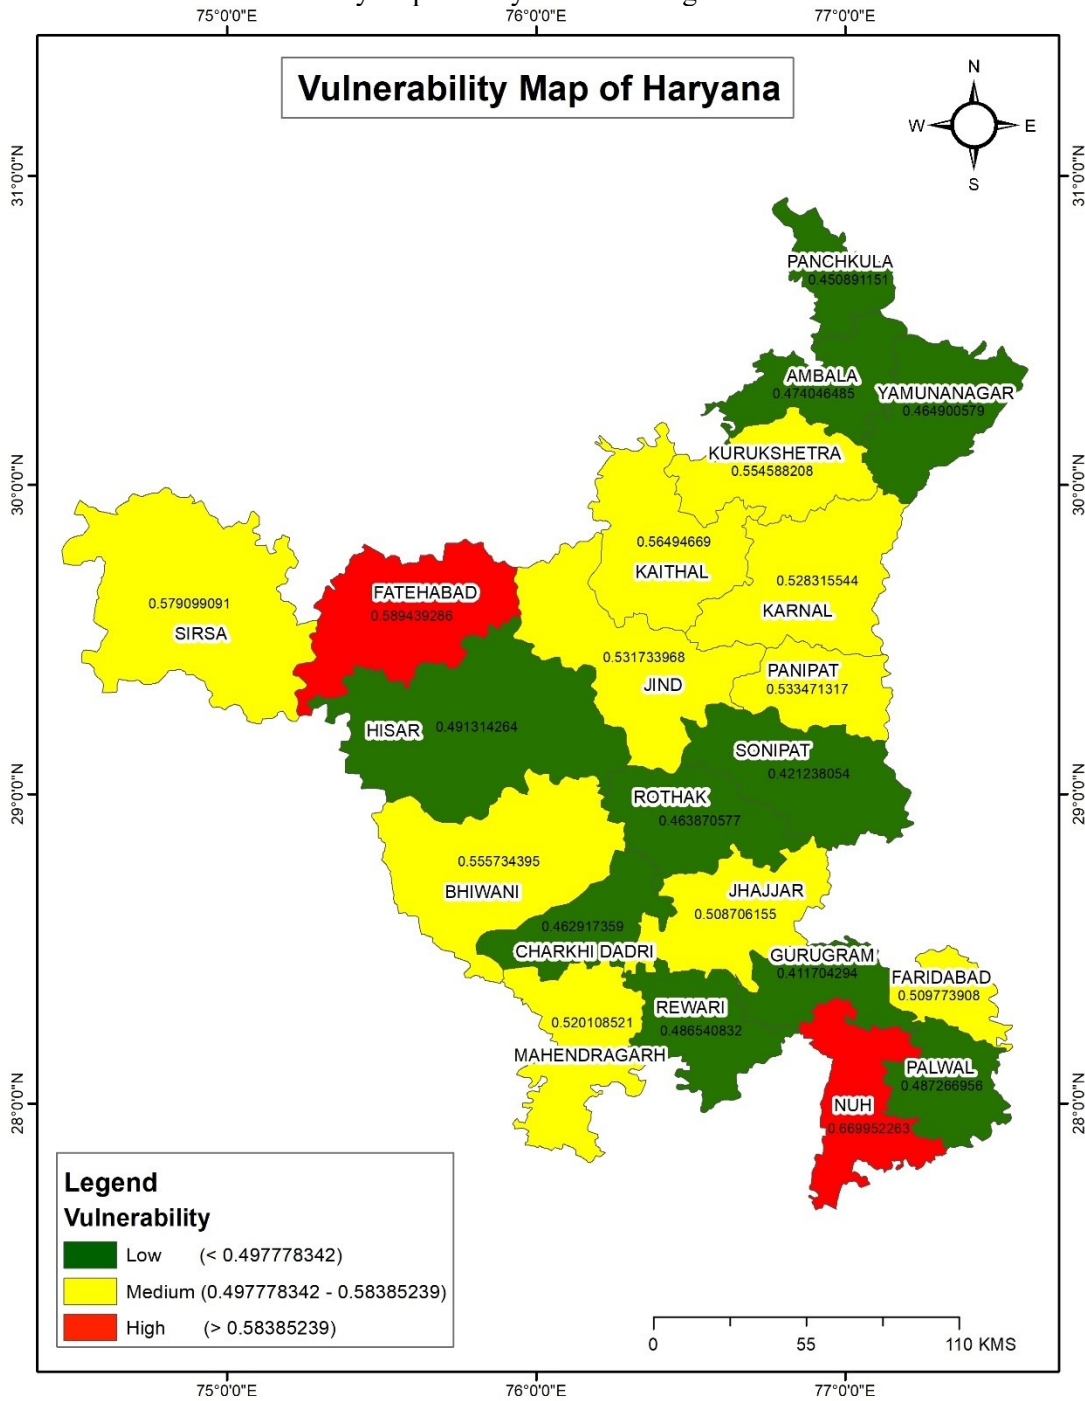 75°0'0"E 76°0'0"E 77°0'0"E
Vulnerability Map of Haryana
N
W E
S
31°0'0"N 31°0'0"N
PANCHKULA
0.450891151
AMBALA
0.474046485
YAMUNANAGAR
0.464900579
KURUKSHETRA
0.554588208
30°0'0"N 30°0'0"N
0.56494669
KAITHAL
0.528315544
KARNAL
FATEHABAD
0.589439286
0.579099091
SIRSA
0.531733968
JIND
PANIPAT
0.533471317
HISAR 0.491314264
SONIPAT
0.421238054
29°0'0"N 29°0'0"N
ROTHAK
0.463870577
0.555734395
BHIWANI
JHAJJAR
0.508706155
0.462917359
CHARKHI DADRI
GURUGRAM
0.411704294
FARIDABAD
0.509773908
REWARI
0.486540832
0.520108521
MAHENDRAGARH
PALWAL
0.487266956
28°0'0"N 28°0'0"N
NUH
0.669952263
Legend
Vulnerability
Low (< 0.497778342)
Medium (0.497778342 - 0.58385239)
High (> 0.58385239)
0 55 110 KMS
75°0'0"E 76°0'0"E 77°0'0"E